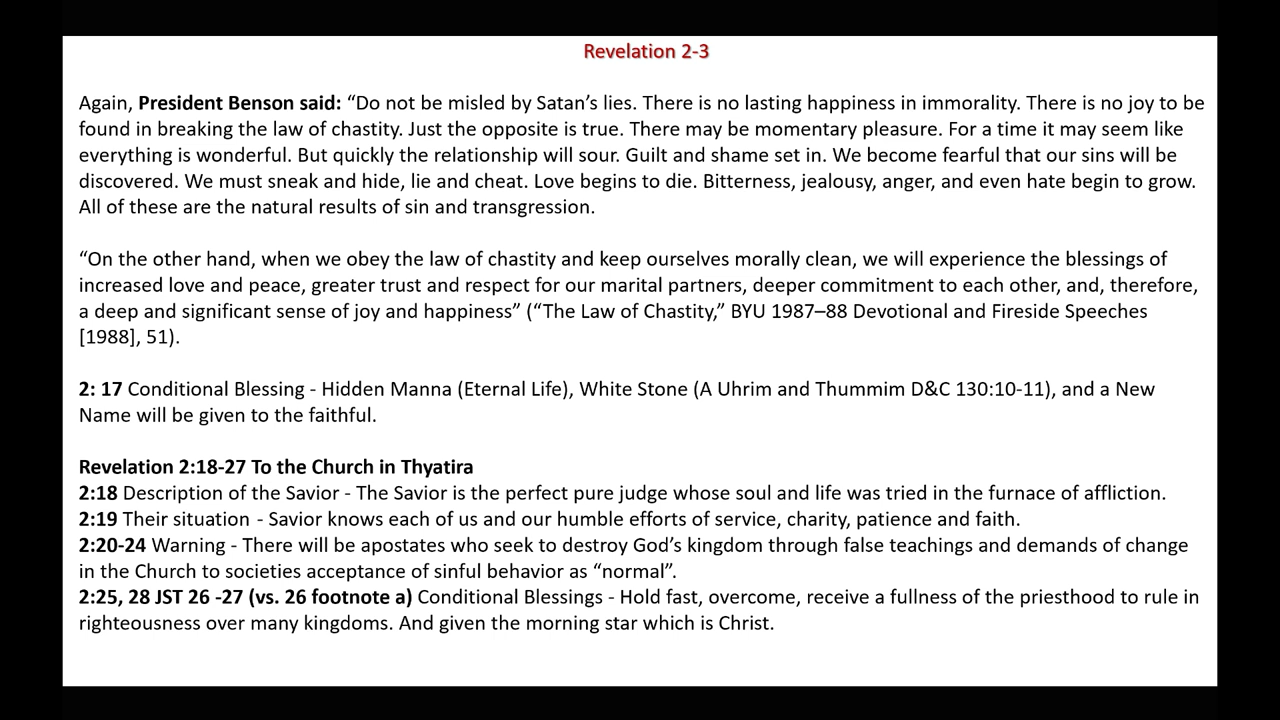 Revelation 2-3
Again, President Benson said: “Do not be misled by Satan’s lies. There is no lasting happiness in immorality. There is no joy to be
found in breaking the law of chastity. Just the opposite is true. There may be momentary pleasure. For a time it may seem like
everything is wonderful. But quickly the relationship will sour. Guilt and shame set in. We become fearful that our sins will be
discovered. We must sneak and hide, lie and cheat. Love begins to die. Bitterness, jealousy, anger, and even hate begin to grow.
All of these are the natural results of sin and transgression.
“On the other hand, when we obey the law of chastity and keep ourselves morally clean, we will experience the blessings of
increased love and peace, greater trust and respect for our marital partners, deeper commitment to each other, and, therefore,
a deep and significant sense of joy and happiness” (“The Law of Chastity,” BYU 1987–88 Devotional and Fireside Speeches
[1988], 51).
2: 17 Conditional Blessing - Hidden Manna (Eternal Life), White Stone (A Uhrim and Thummim D&C 130:10-11), and a New
Name will be given to the faithful.
Revelation 2:18-27 To the Church in Thyatira
2:18 Description of the Savior - The Savior is the perfect pure judge whose soul and life was tried in the furnace of affliction.
2:19 Their situation - Savior knows each of us and our humble efforts of service, charity, patience and faith.
2:20-24 Warning - There will be apostates who seek to destroy God’s kingdom through false teachings and demands of change
in the Church to societies acceptance of sinful behavior as “normal”.
2:25, 28 JST 26 -27 (vs. 26 footnote a) Conditional Blessings - Hold fast, overcome, receive a fullness of the priesthood to rule in
righteousness over many kingdoms. And given the morning star which is Christ.